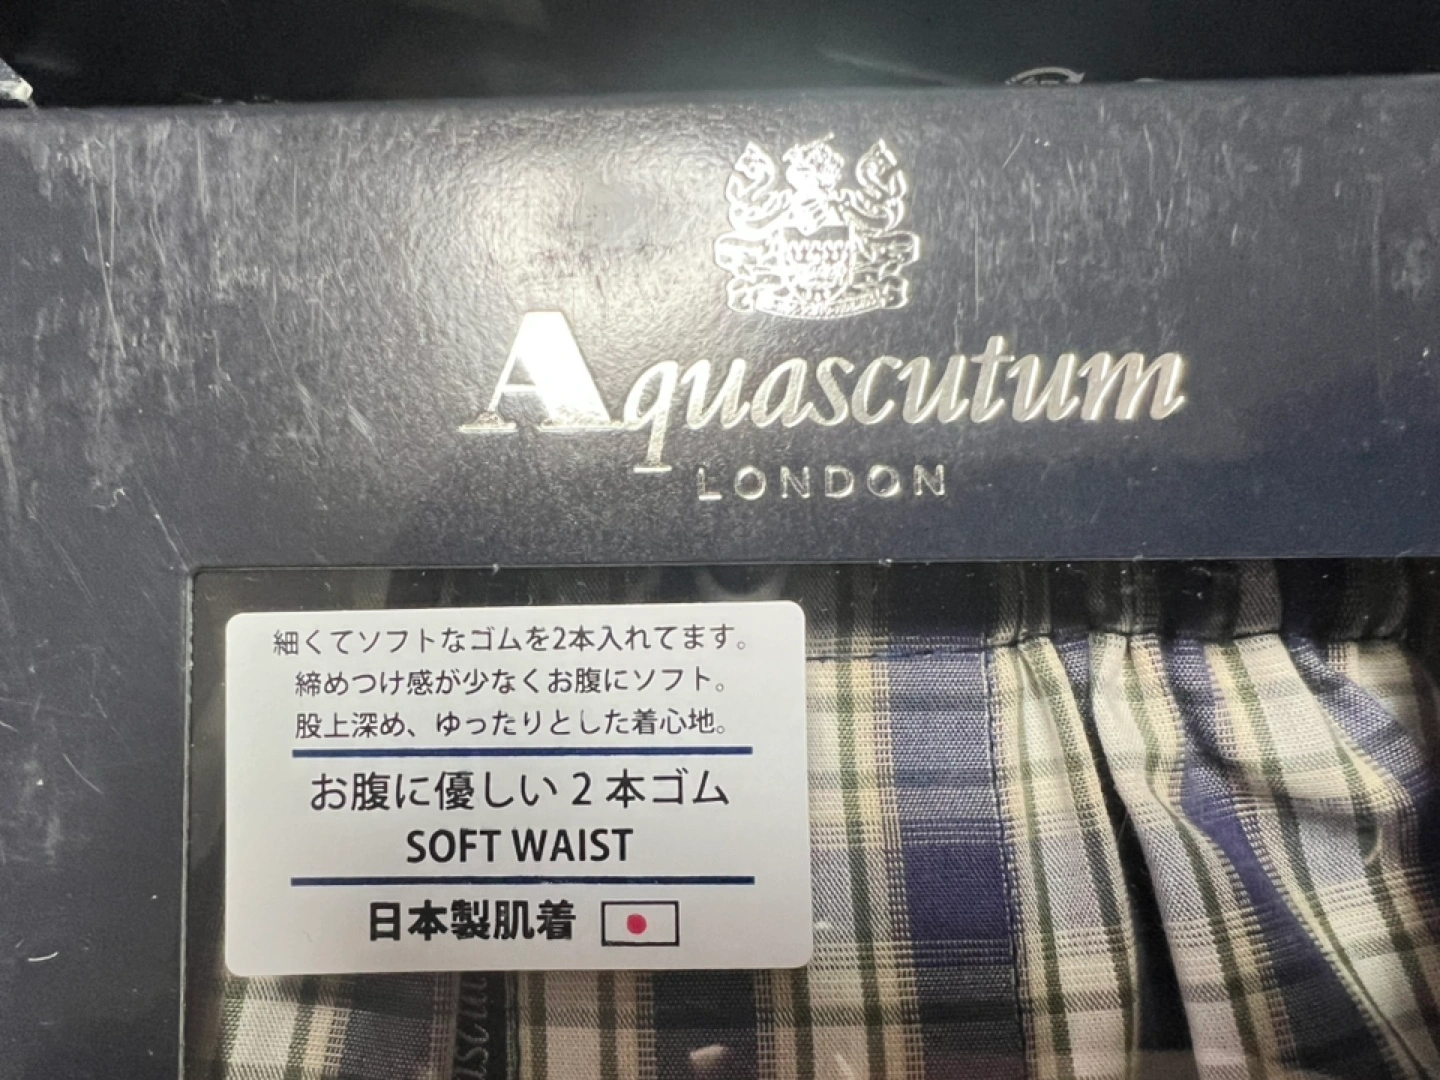 Aquascutum
LONDON
細くてソフトなゴムを2本入れてます。
締めつけ感が少なくお腹にソフト。
股上深め、ゆったりとした着心地。
お腹に優しい2本ゴム
SOFT WAIST
日本製肌着